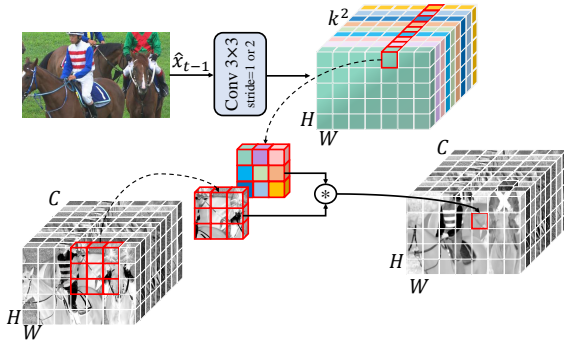 k²
x̂ₜ₋₁
Conv 3×3
stride=1 or 2
H
W
C
C
*
H
W
H
W